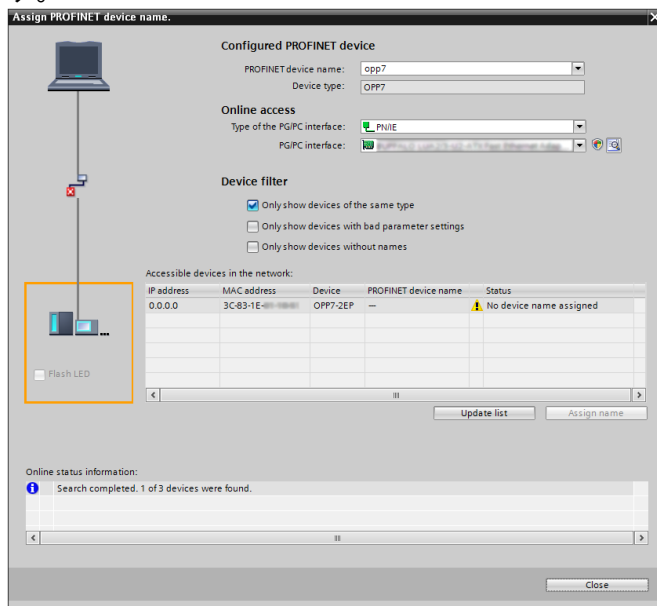 Assign PROFINET device name.
Configured PROFINET device
PROFINET device name: opp7
Device type: OPP7
Online access
Type of the PG/PC interface: PN/IE
PG/PC interface:
Device filter
Only show devices of the same type
Only show devices with bad parameter settings
Only show devices without names
Accessible devices in the network:
IP address MAC address Device PROFINET device name Status
0.0.0.0 3C-83-1E- OPP7-2EP — No device name assigned
Flash LED
Update list Assign name
Online status information:
Search completed. 1 of 3 devices were found.
Close